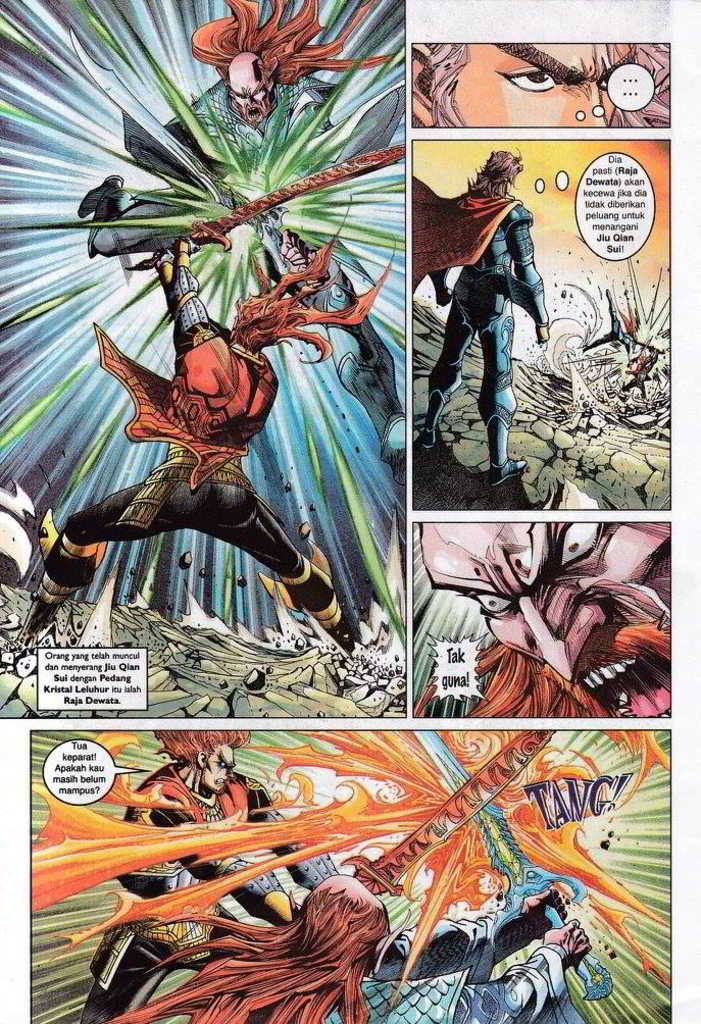 Orang yang telah muncul
dan menyerang Jiu Qian
Sui dengan Pedang
Kristal Leluhur itu ialah
Raja Dewata.
...
...
Dia
pasti (Raja
Dewata) akan
kecewa jika dia
tidak diberikan
peluang untuk
menangani
Jiu Qian
Sui!
Tak
guna!
Tua
keparat!
Apakah kau
masih belum
mampus?
TANG!